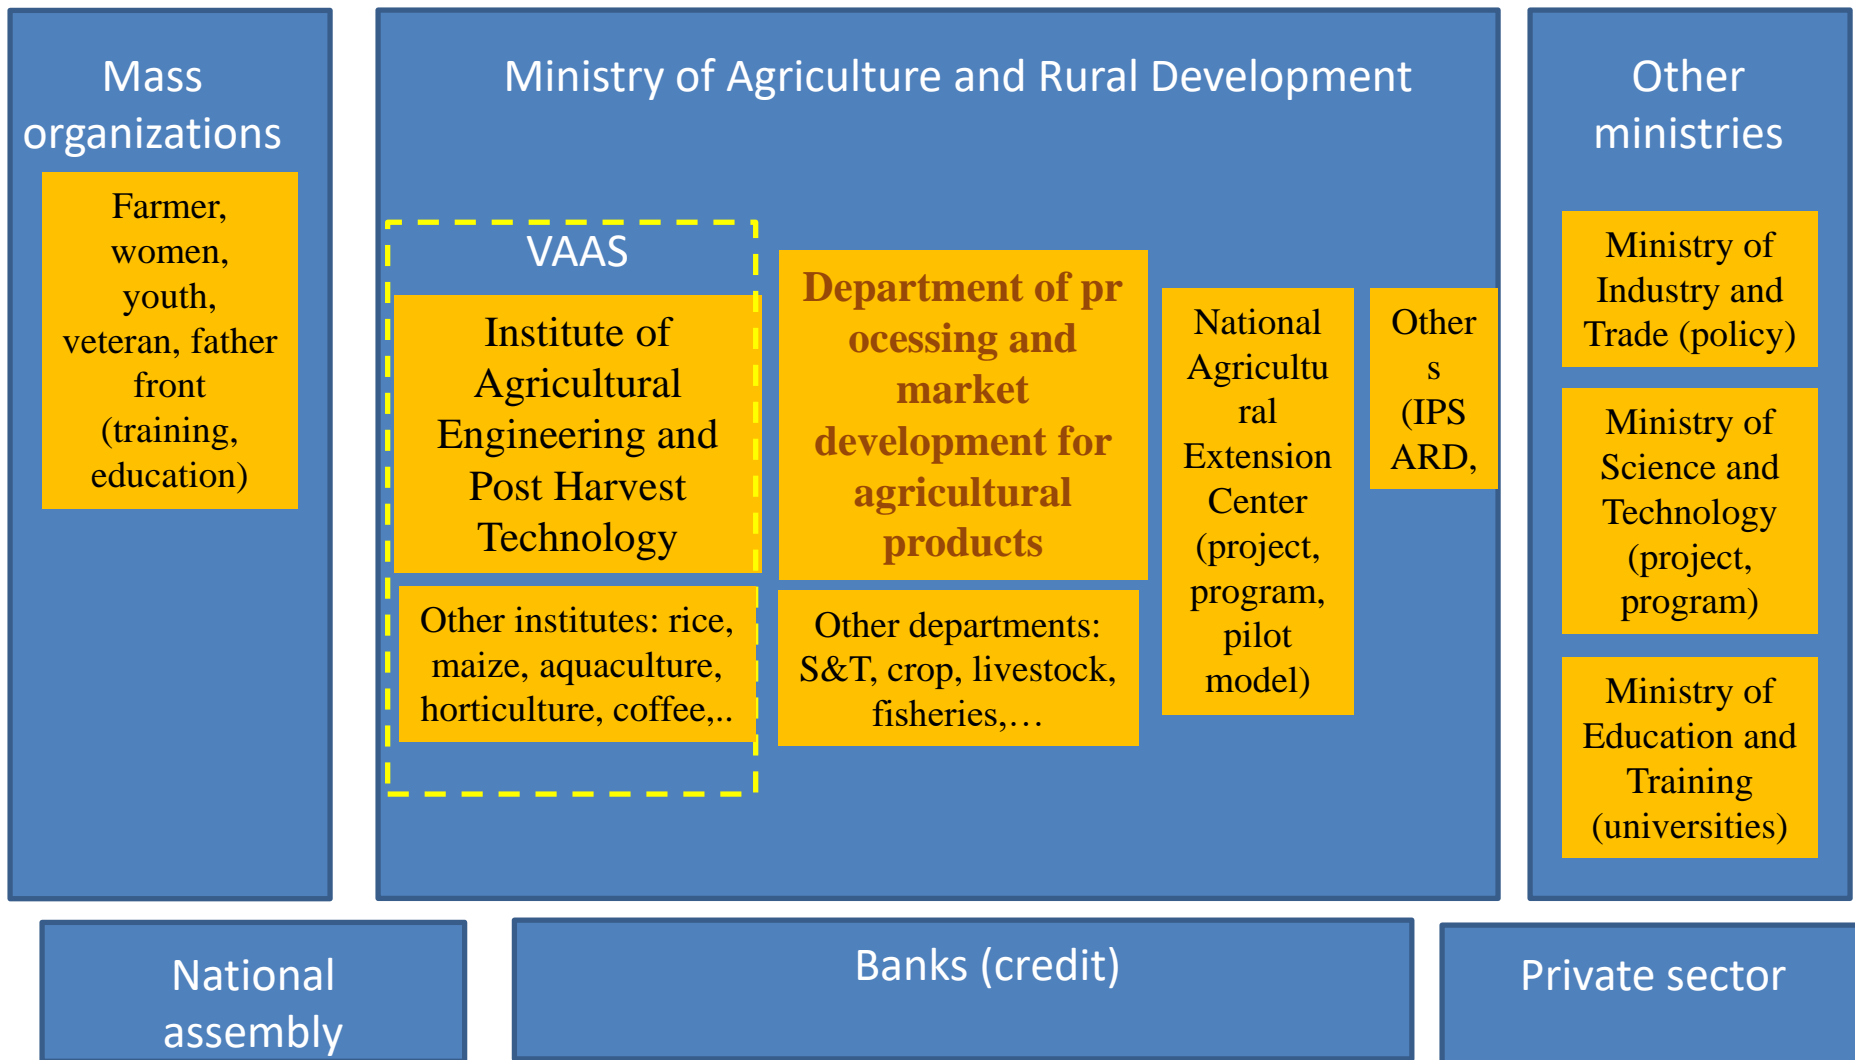 Mass
organizations
Farmer,
women,
youth,
veteran, father
front
(training,
education)
Ministry of Agriculture and Rural Development
VAAS
Institute of
Agricultural
Engineering and
Post Harvest
Technology
Other institutes: rice,
maize, aquaculture,
horticulture, coffee,..
Department of pr
ocessing and
market
development for
agricultural
products
Other departments:
S&T, crop, livestock,
fisheries,…
National
Agricultu
ral
Extension
Center
(project,
program,
pilot
model)
Other
s
(IPS
ARD,
Other
ministries
Ministry of
Industry and
Trade (policy)
Ministry of
Science and
Technology
(project,
program)
Ministry of
Education and
Training
(universities)
National
assembly
Banks (credit)
Private sector